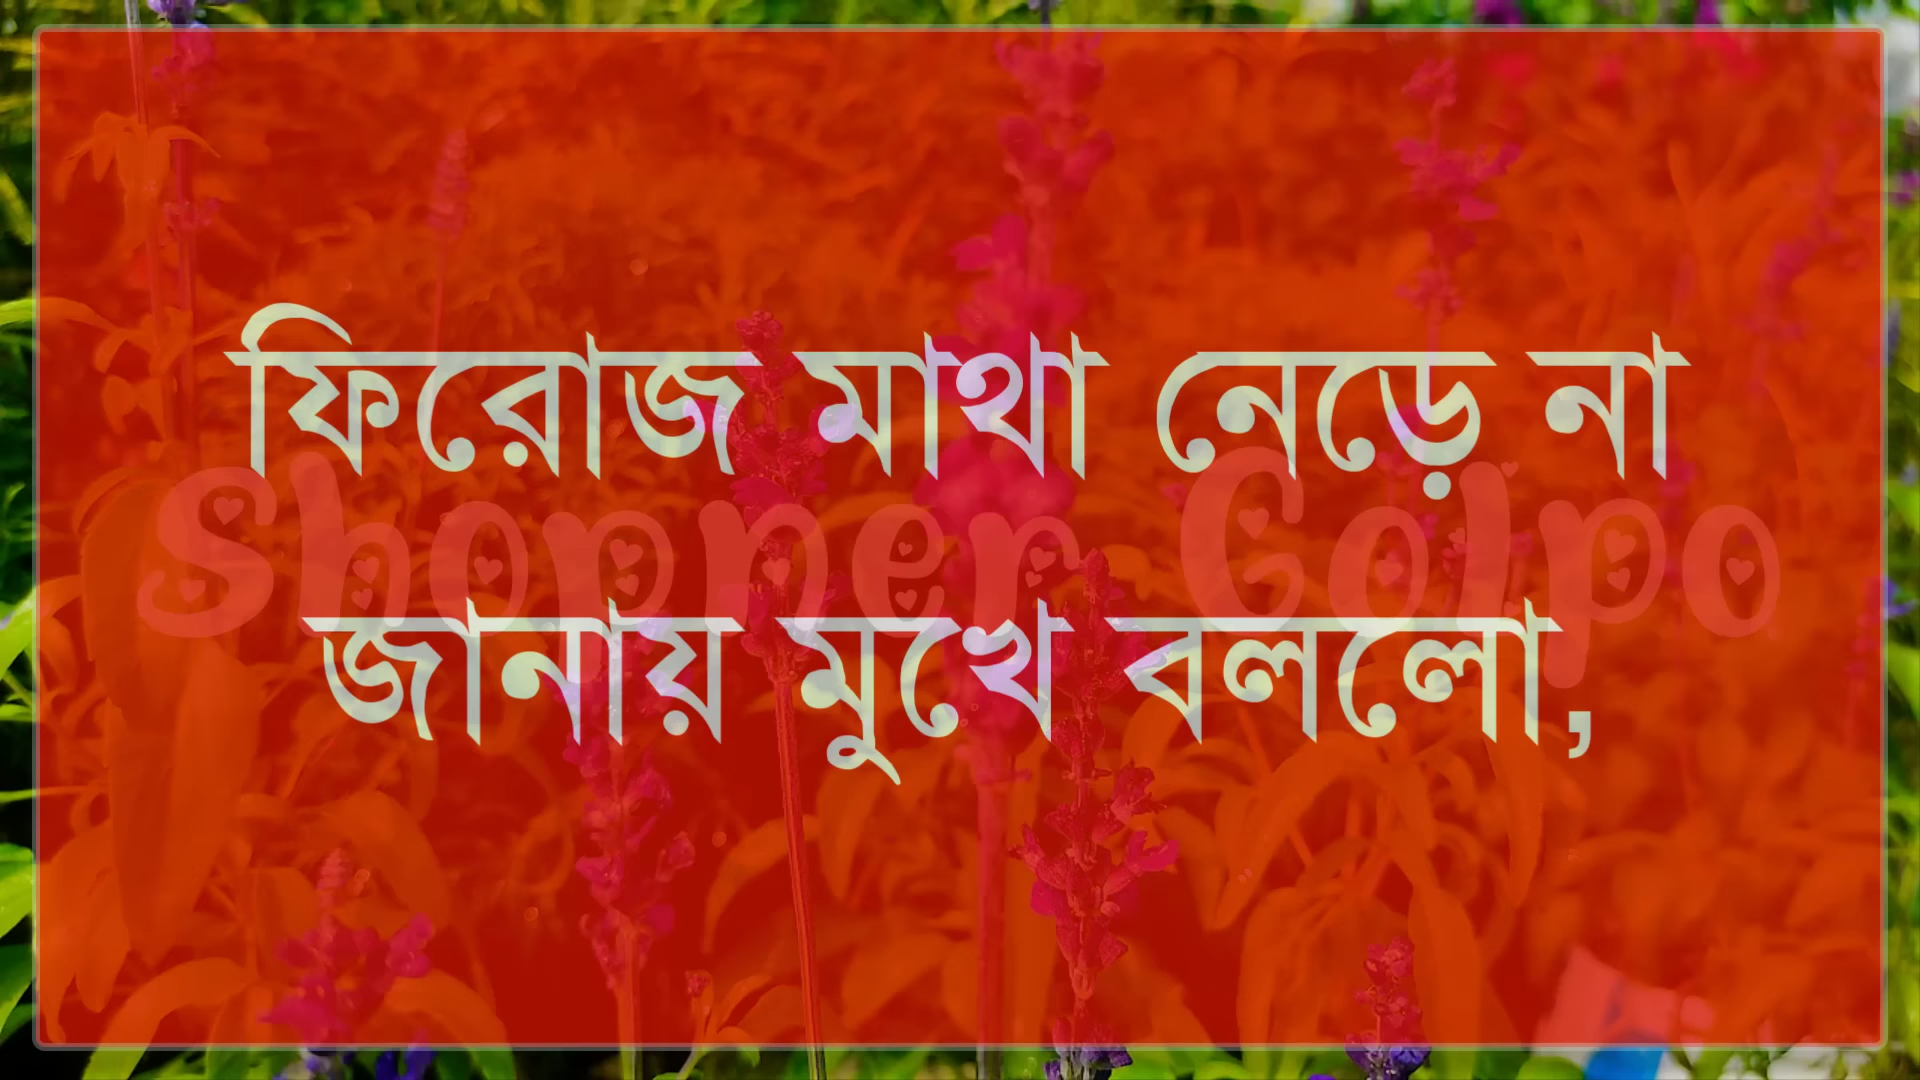 ফিরোজ মাথা নেড়ে না
Shopner Golpo
জানায় মুখে বললো,